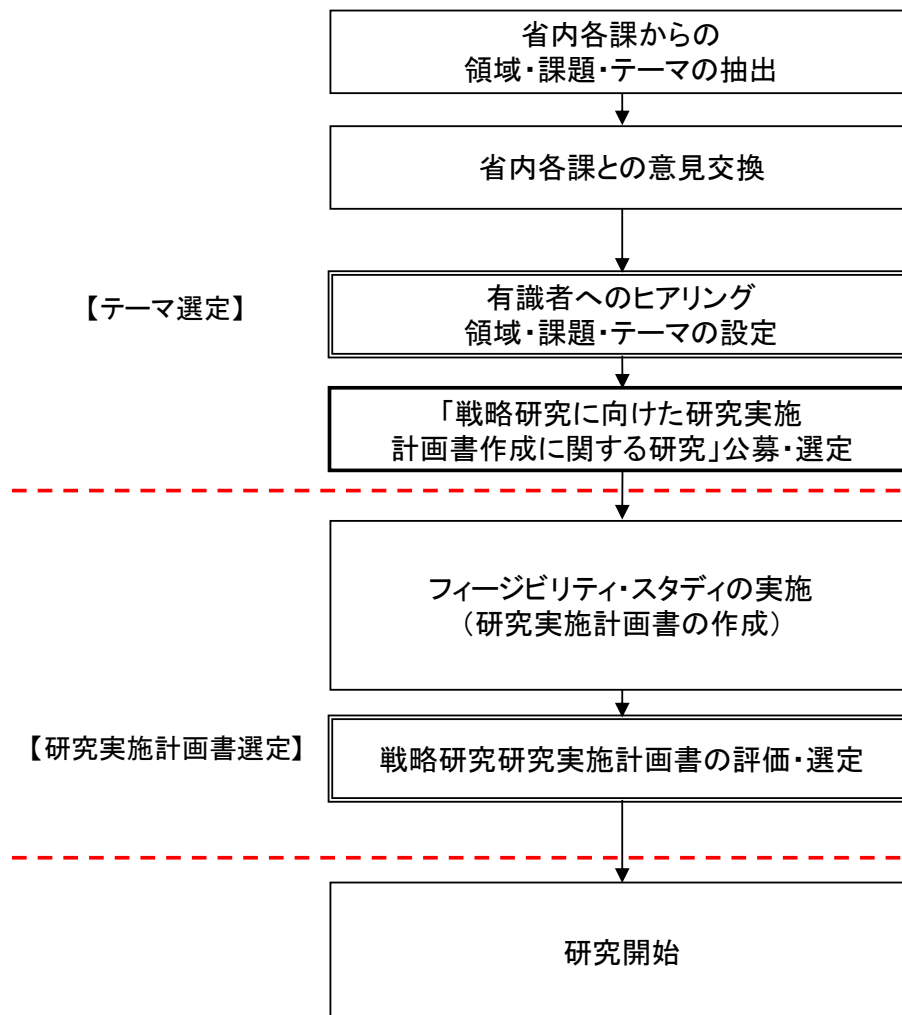 省内各課からの
領域・課題・テーマの抽出
省内各課との意見交換
【テーマ選定】
有識者へのヒアリング
領域・課題・テーマの設定
「戦略研究に向けた研究実施
計画書作成に関する研究」公募・選定
フィージビリティ・スタディの実施
（研究実施計画書の作成）
【研究実施計画書選定】
戦略研究研究実施計画書の評価・選定
研究開始